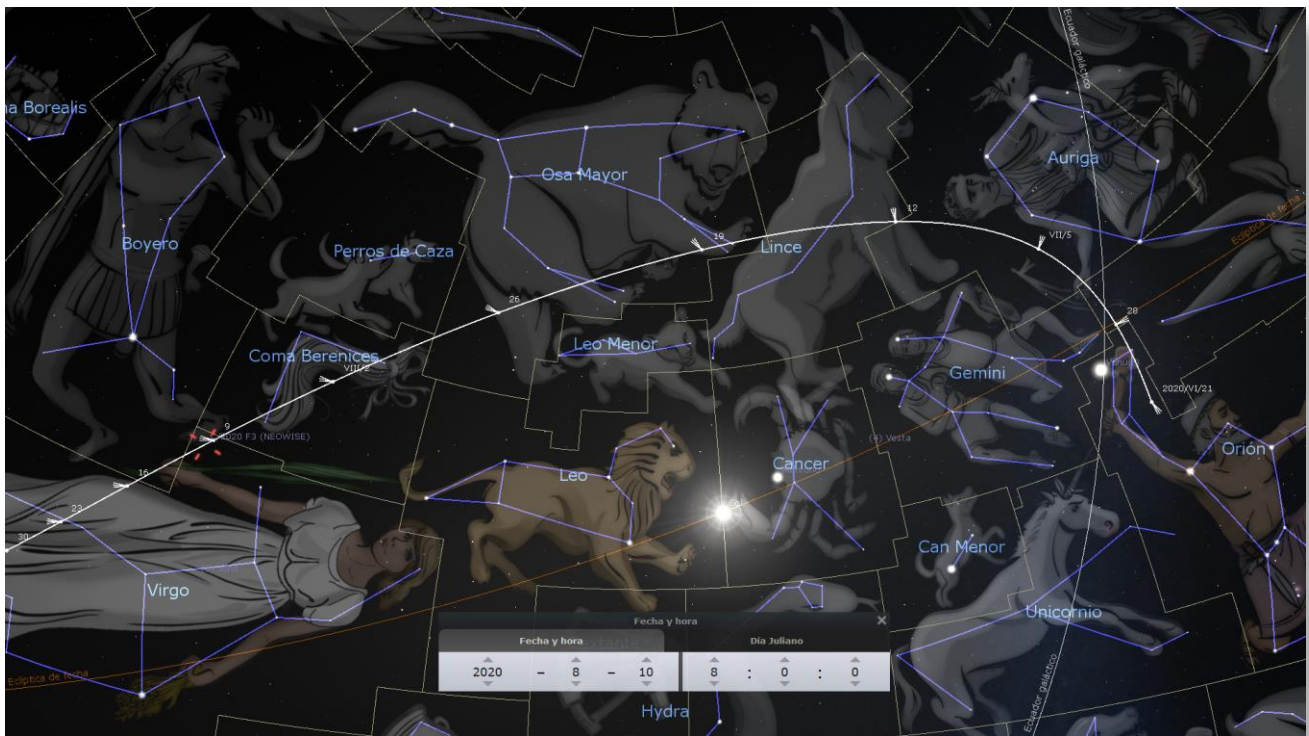 Ecuador galáctico
na Borealis
Osa Mayor
Auriga
Boyero
Perros de Caza
Lince
12
19
VII/5
Eclíptica de fecha
26
28
Leo Menor
Coma Berenices
VIII/2
Gemini
2020/VI/21
9
2020 F3 (NEOWISE)
(4) Vesta
Orión
Leo
Cancer
16
Sol
23
30
Can Menor
Virgo
Unicornio
Fecha y hora
Fecha y hora
Día Juliano
2020 - 8 - 10 8 : 0 : 0
Eclíptica de fecha
Ecuador galáctico
Hydra